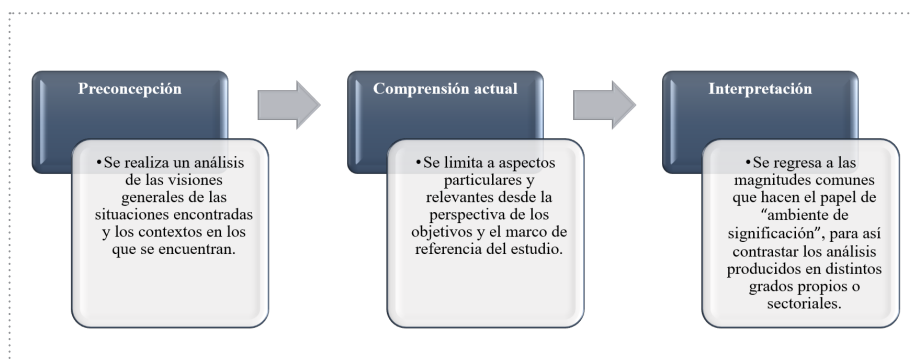 Preconcepción
•Se realiza un análisis
de las visiones
generales de las
situaciones encontradas
y los contextos en los
que se encuentran.
Comprensión actual
•Se limita a aspectos
particulares y
relevantes desde la
perspectiva de los
objetivos y el marco de
referencia del estudio.
Interpretación
•Se regresa a las
magnitudes comunes
que hacen el papel de
“ambiente de
significación”, para así
contrastar los análisis
producidos en distintos
grados propios o
sectoriales.